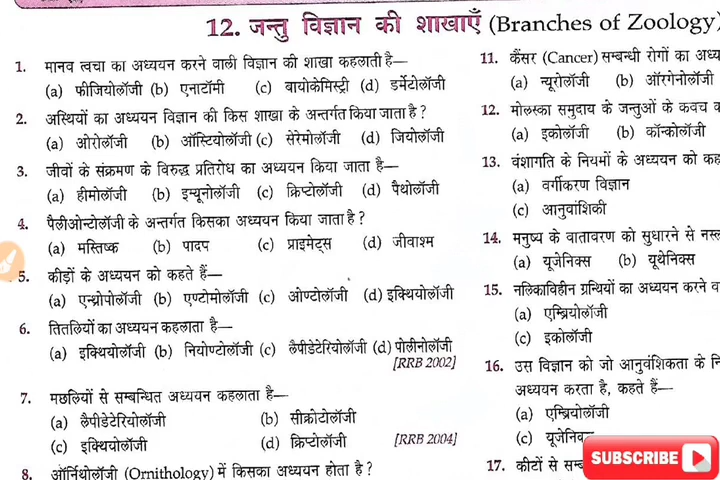 12. जन्तु विज्ञान की शाखाएँ (Branches of Zoology)
1. मानव त्वचा का अध्ययन करने वाली विज्ञान की शाखा कहलाती है—
(a) फीजियोलॉजी (b) एनाटॉमी (c) बायोकेमिस्ट्री (d) डर्मेटोलॉजी
2. अस्थियों का अध्ययन विज्ञान की किस शाखा के अन्तर्गत किया जाता है ?
(a) ओरोलॉजी (b) ऑस्टियोलॉजी (c) सेरेमोलॉजी (d) जियोलॉजी
3. जीवों के संक्रमण के विरुद्ध प्रतिरोध का अध्ययन किया जाता है—
(a) हीमोलॉजी (b) इम्यूनोलॉजी (c) क्रिप्टोलॉजी (d) पैथोलॉजी
4. पैलीओन्टोलॉजी के अन्तर्गत किसका अध्ययन किया जाता है ?
(a) मस्तिष्क (b) पादप (c) प्राइमेट्स (d) जीवाश्म
5. कीड़ों के अध्ययन को कहते हैं—
(a) एन्थ्रोपोलॉजी (b) एण्टोमोलॉजी (c) ओण्टोलॉजी (d) इक्थियोलॉजी
6. तितलियों का अध्ययन कहलाता है—
(a) इक्थियोलॉजी (b) नियोण्टोलॉजी (c) लैपीडेटेरियोलॉजी (d) पोलीनोलॉजी
[RRB 2002]
7. मछलियों से सम्बन्धित अध्ययन कहलाता है—
(a) लैपीडेटेरियोलॉजी (b) सीक्रोटोलॉजी
(c) इक्थियोलॉजी (d) क्रिप्टोलॉजी [RRB 2004]
8. ऑर्निथोलॉजी (Ornithology) में किसका अध्ययन होता है ?
11. कैंसर (Cancer) सम्बन्धी रोगों का अध्य
(a) न्यूरोलॉजी (b) ऑरगेनोलॉजी
12. मोलस्का समुदाय के जन्तुओं के कवच
(a) इकोलॉजी (b) कॉन्कोलॉजी
13. वंशागति के नियमों के अध्ययन को कह
(a) वर्गीकरण विज्ञान
(c) आनुवांशिकी
14. मनुष्य के वातावरण को सुधारने से नस्ल
(a) यूजेनिक्स (b) यूथेनिक्स
15. नलिकाविहीन ग्रन्थियों का अध्ययन करने व
(a) एम्ब्रियोलॉजी
(c) इकोलॉजी
16. उस विज्ञान को जो आनुवंशिकता के नि
अध्ययन करता है, कहते हैं—
(a) एम्ब्रियोलॉजी
(c) यूजेनिक
17. कीटों से सम्ब
SUBSCRIBE